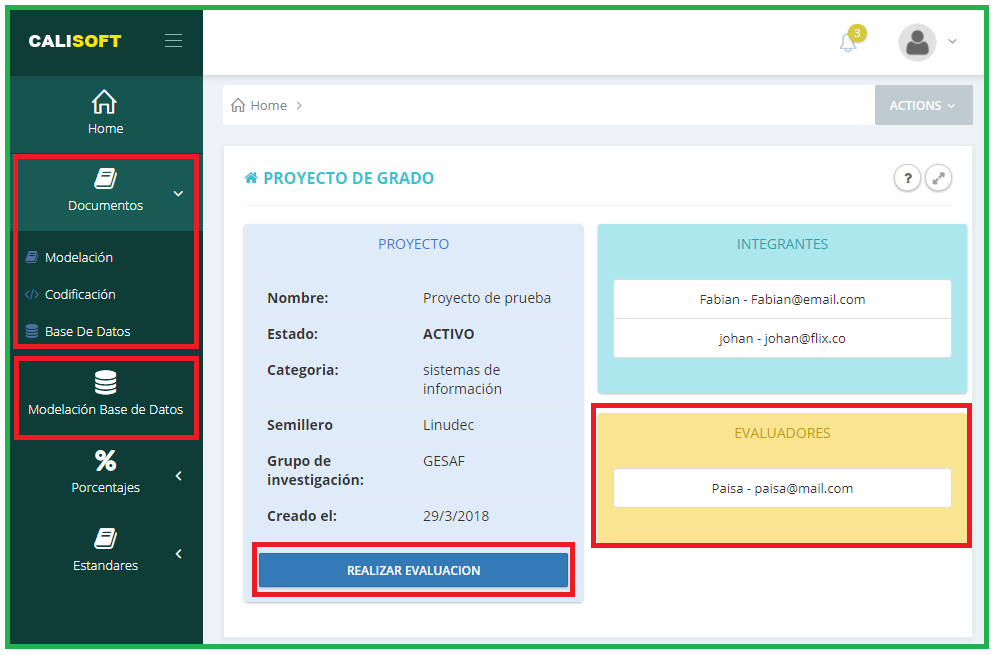 CALISOFT
3
Home
Home
ACTIONS
Documentos
Modelación
Codificación
Base De Datos
Modelación Base de Datos
Porcentajes
Estandares
PROYECTO DE GRADO
?
PROYECTO
Nombre: Proyecto de prueba
Estado: ACTIVO
Categoria: sistemas de
información
Semillero Linudec
Grupo de GESAF
investigación:
Creado el: 29/3/2018
REALIZAR EVALUACION
INTEGRANTES
Fabian - Fabian@email.com
johan - johan@flix.co
EVALUADORES
Paisa - paisa@mail.com